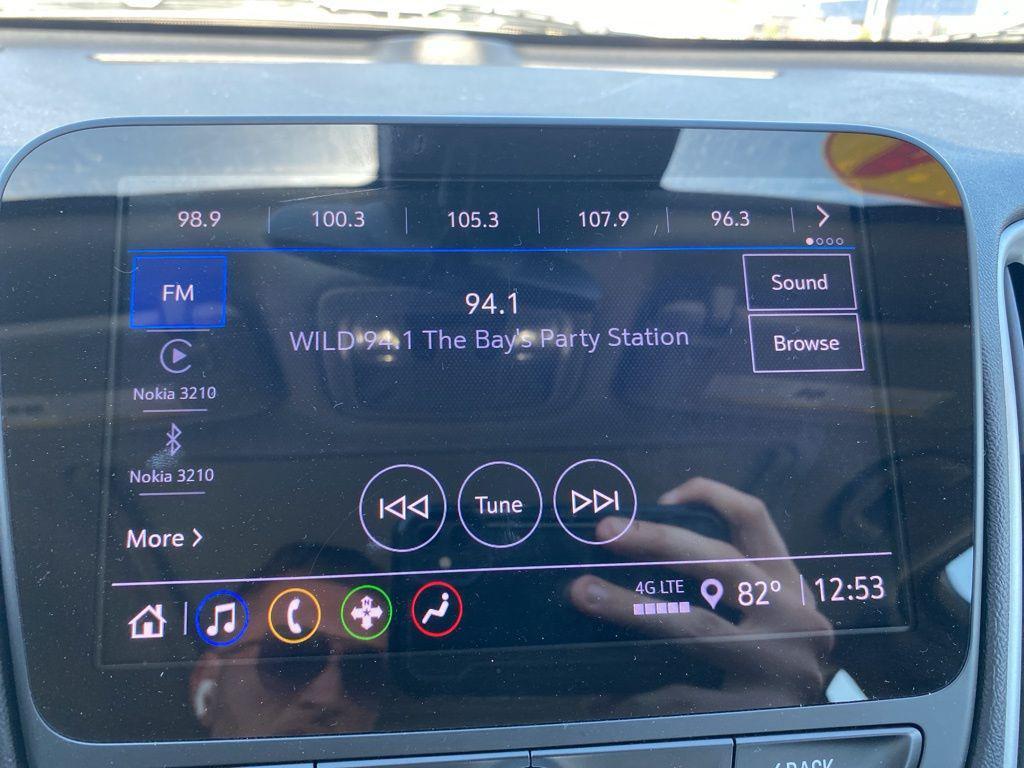 98.9 100.3 105.3 107.9 96.3
FM
94.1
WILD 94.1 The Bay's Party Station
Sound
Browse
Nokia 3210
Nokia 3210
More
Tune
N
4G LTE 82° 12:53
BACK